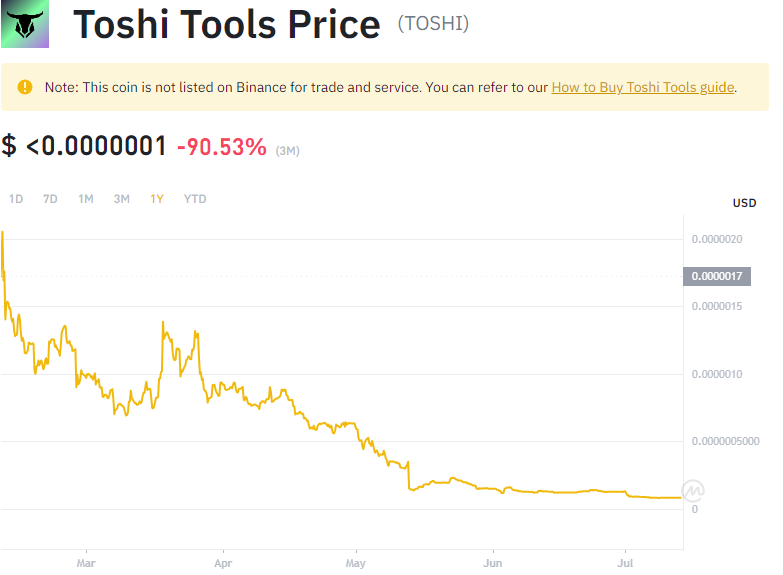 Toshi Tools Price (TOSHI)
Note: This coin is not listed on Binance for trade and service. You can refer to our How to Buy Toshi Tools guide.
$ <0.0000001 -90.53% (3M)
1D 7D 1M 3M 1Y YTD
USD
0.0000020
0.0000017
0.0000015
0.0000010
0.0000005000
0
Mar Apr May Jun Jul